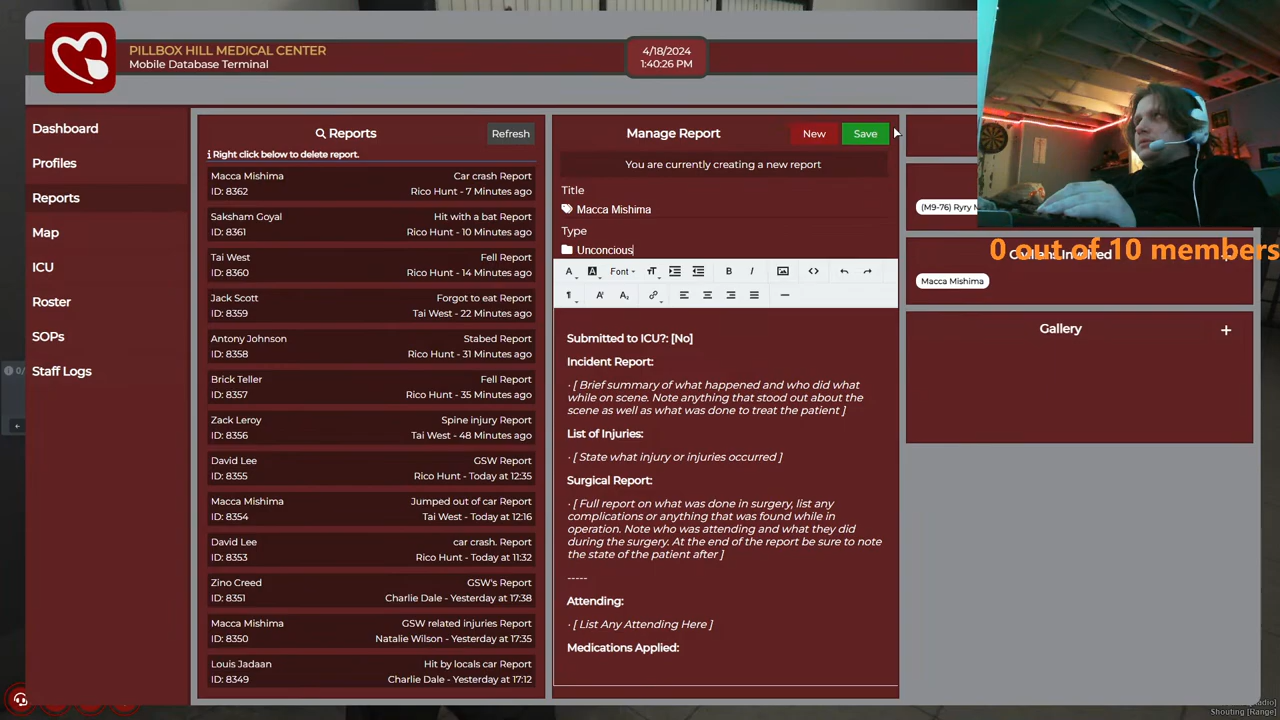 PILLBOX HILL MEDICAL CENTER
Mobile Database Terminal
4/18/2024
1:40:26 PM
Dashboard
Profiles
Reports
Map
ICU
Roster
SOPs
Staff Logs
Reports
Refresh
Right click below to delete report.
Macca Mishima Car crash Report
ID: 8362 Rico Hunt - 7 Minutes ago
Saksham Goyal Hit with a bat Report
ID: 8361 Rico Hunt - 10 Minutes ago
Tai West Fell Report
ID: 8360 Rico Hunt - 14 Minutes ago
Jack Scott Forgot to eat Report
ID: 8359 Tai West - 22 Minutes ago
Antony Johnson Stabed Report
ID: 8358 Rico Hunt - 31 Minutes ago
Brick Teller Fell Report
ID: 8357 Rico Hunt - 35 Minutes ago
Zack Leroy Spine injury Report
ID: 8356 Tai West - 48 Minutes ago
David Lee GSW Report
ID: 8355 Rico Hunt - Today at 12:35
Macca Mishima Jumped out of car Report
ID: 8354 Tai West - Today at 12:16
David Lee car crash. Report
ID: 8353 Rico Hunt - Today at 11:32
Zino Creed GSW's Report
ID: 8351 Charlie Dale - Yesterday at 17:38
Macca Mishima GSW related injuries Report
ID: 8350 Natalie Wilson - Yesterday at 17:35
Louis Jadaan Hit by locals car Report
ID: 8349 Charlie Dale - Yesterday at 17:12
Manage Report
New
Save
You are currently creating a new report
Title
Macca Mishima
Type
Unconcious
Font
Submitted to ICU?: [No]
Incident Report:
· [ Brief summary of what happened and who did what
while on scene. Note anything that stood out about the
scene as well as what was done to treat the patient ]
List of Injuries:
· [ State what injury or injuries occurred ]
Surgical Report:
· [ Full report on what was done in surgery, list any
complications or anything that was found while in
operation. Note who was attending and what they did
during the surgery. At the end of the report be sure to note
the state of the patient after ]
-----
Attending:
· [ List Any Attending Here ]
Medications Applied:
(M9-76) Ryry
0 out of 10 members
Involved
Macca Mishima
Gallery
Shouting [Range]